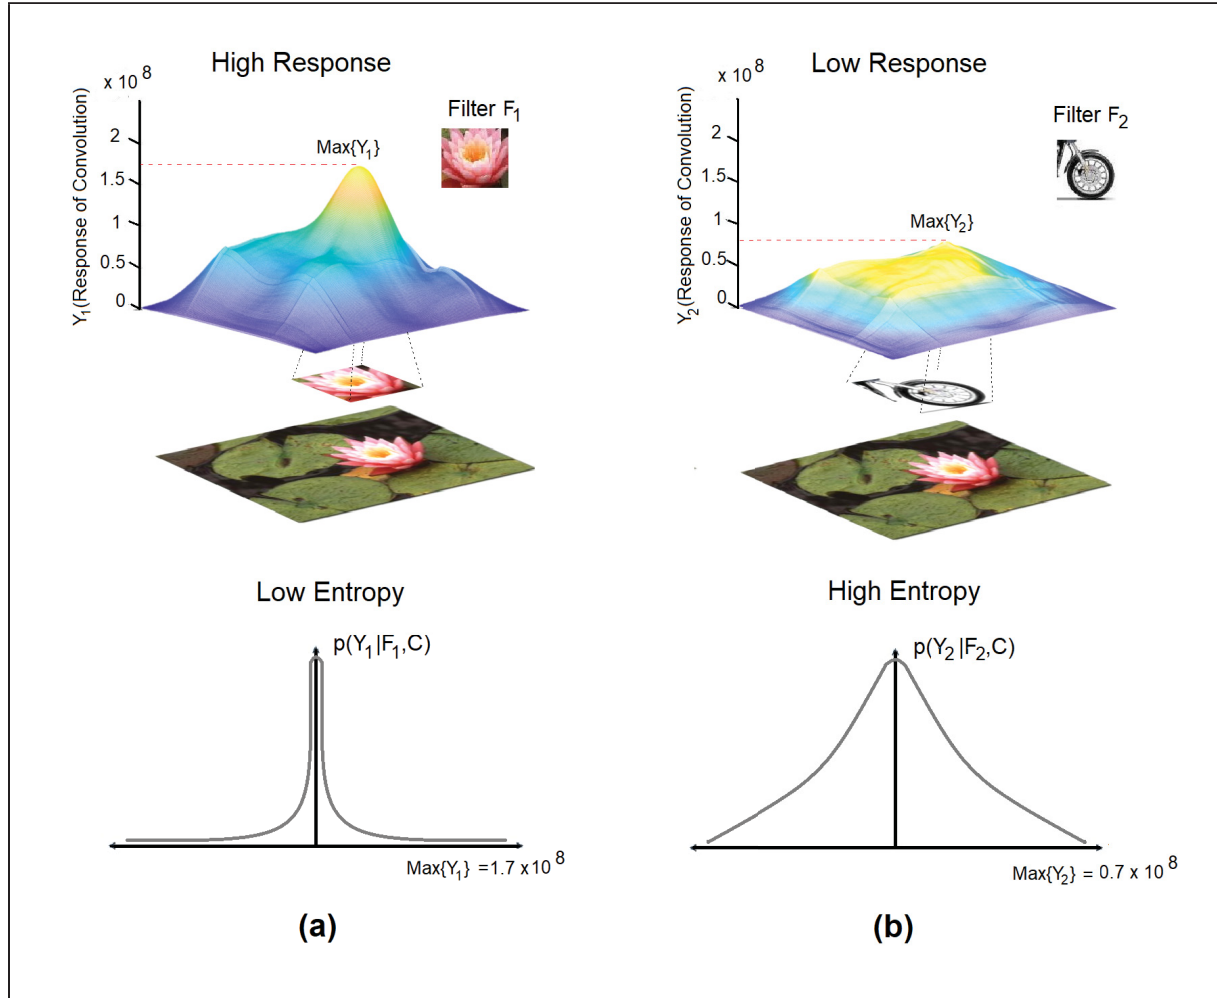 High Response
x 10 8
Filter F1
Max{Y1}
2
1.5
1
0.5
0
Y1(Response of Convolution)
Low Response
x 10 8
Filter F2
Max{Y2}
2
1.5
1
0.5
0
Y2(Response of Convolution)
Low Entropy
p(Y1|F1,C)
Max{Y1} =1.7 x 10 8
(a)
High Entropy
p(Y2|F2,C)
Max{Y2} = 0.7 x 10 8
(b)